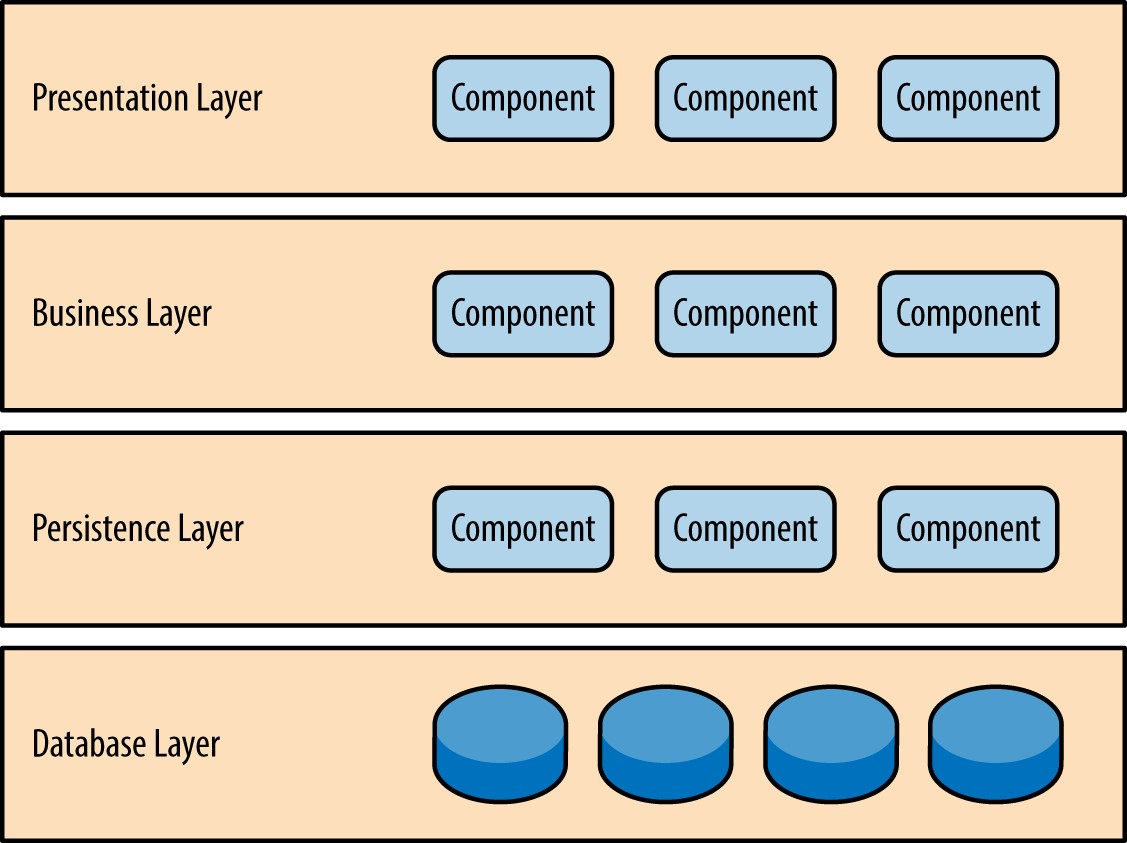 Presentation Layer
Component Component Component
Business Layer
Component Component Component
Persistence Layer
Component Component Component
Database Layer